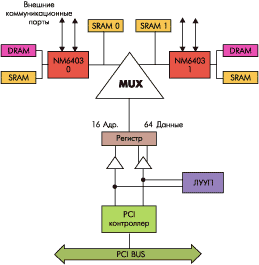 Внешние
коммуникационные
порты
SRAM 0
SRAM 1
DRAM
NM6403
0
NM6403
1
DRAM
SRAM
SRAM
MUX
16 Адр.
64 Данные
Регистр
ЛУУП
PCI
контроллер
PCI BUS